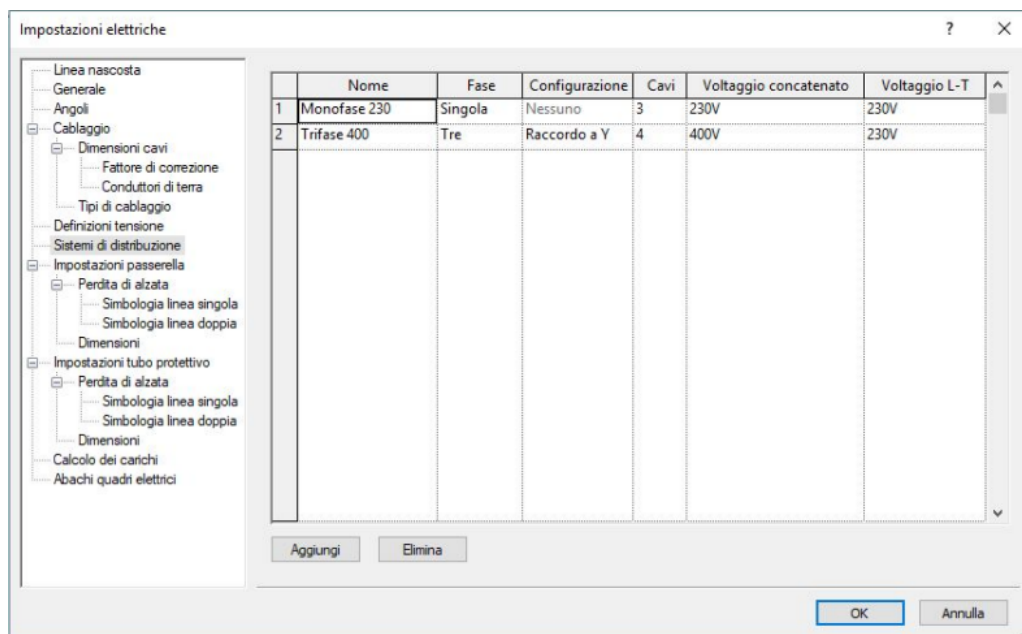 Impostazioni elettriche
?
Linea nascosta
Generale
Angoli
Cablaggio
Dimensioni cavi
Fattore di correzione
Conduttori di terra
Tipi di cablaggio
Definizioni tensione
Sistemi di distribuzione
Impostazioni passerella
Perdita di alzata
Simbologia linea singola
Simbologia linea doppia
Dimensioni
Impostazioni tubo protettivo
Perdita di alzata
Simbologia linea singola
Simbologia linea doppia
Dimensioni
Calcolo dei carichi
Abachi quadri elettrici
Nome Fase Configurazione Cavi Voltaggio concatenato Voltaggio L-T
1 Monofase 230 Singola Nessuno 3 230V 230V
2 Trifase 400 Tre Raccordo a Y 4 400V 230V
Aggiungi Elimina
OK Annulla